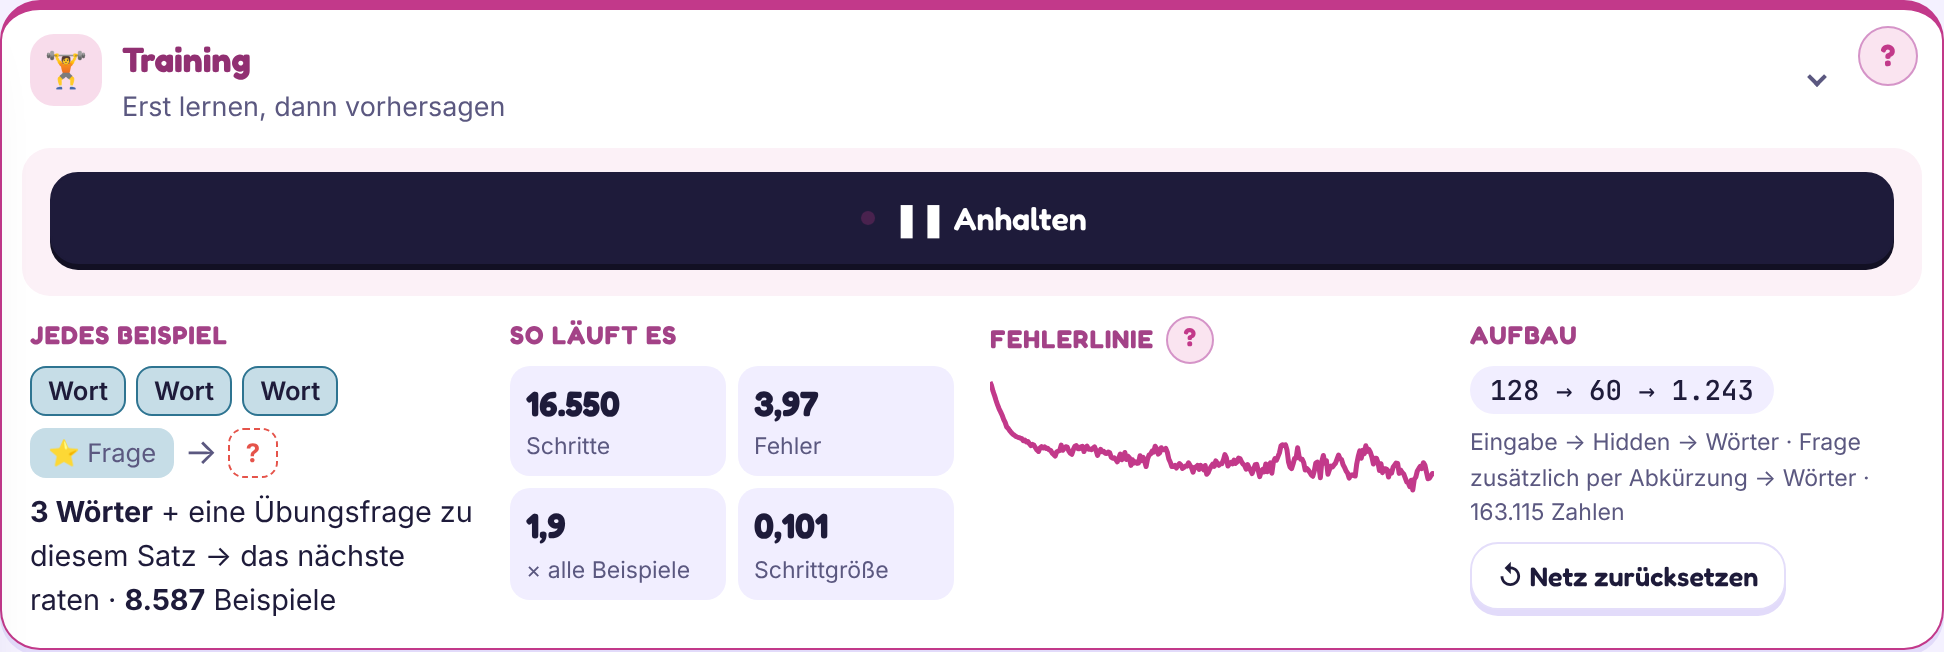 Training
Erst lernen, dann vorhersagen
?
❚❚ Anhalten
JEDES BEISPIEL
Wort Wort Wort
⭐ Frage → ?
3 Wörter + eine Übungsfrage zu
diesem Satz → das nächste
raten · 8.587 Beispiele
SO LÄUFT ES
16.550
Schritte
3,97
Fehler
1,9
× alle Beispiele
0,101
Schrittgröße
FEHLERLINIE ?
AUFBAU
128 → 60 → 1.243
Eingabe → Hidden → Wörter · Frage
zusätzlich per Abkürzung → Wörter ·
163.115 Zahlen
↺ Netz zurücksetzen